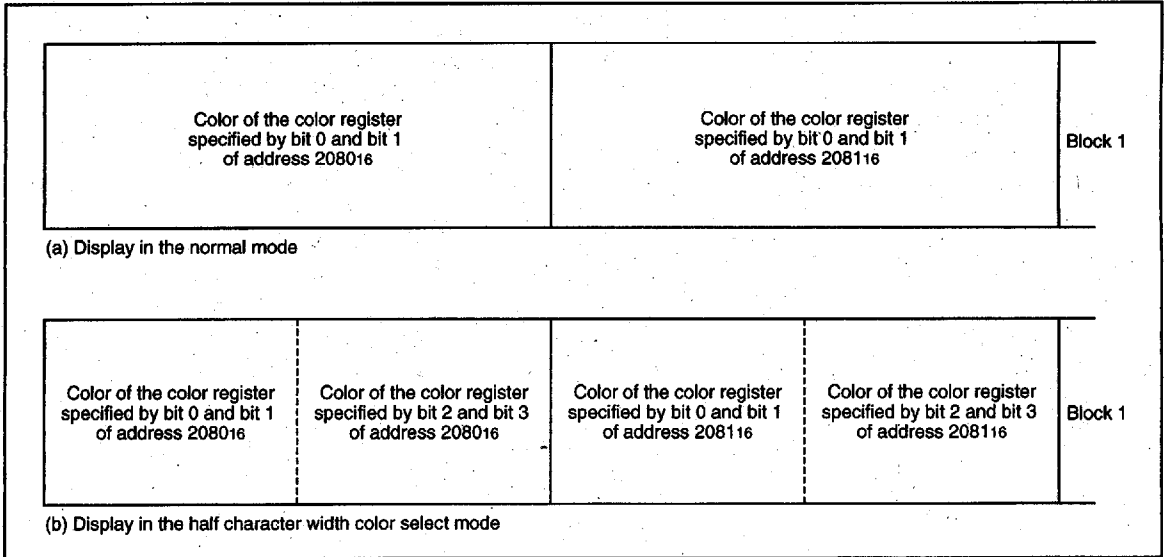 Color of the color register
specified by bit 0 and bit 1
of address 208016
Color of the color register
specified by bit 0 and bit 1
of address 208116
Block 1
(a) Display in the normal mode
Color of the color register
specified by bit 0 and bit 1
of address 208016
Color of the color register
specified by bit 2 and bit 3
of address 208016
Color of the color register
specified by bit 0 and bit 1
of address 208116
Color of the color register
specified by bit 2 and bit 3
of address 208116
Block 1
(b) Display in the half character width color select mode